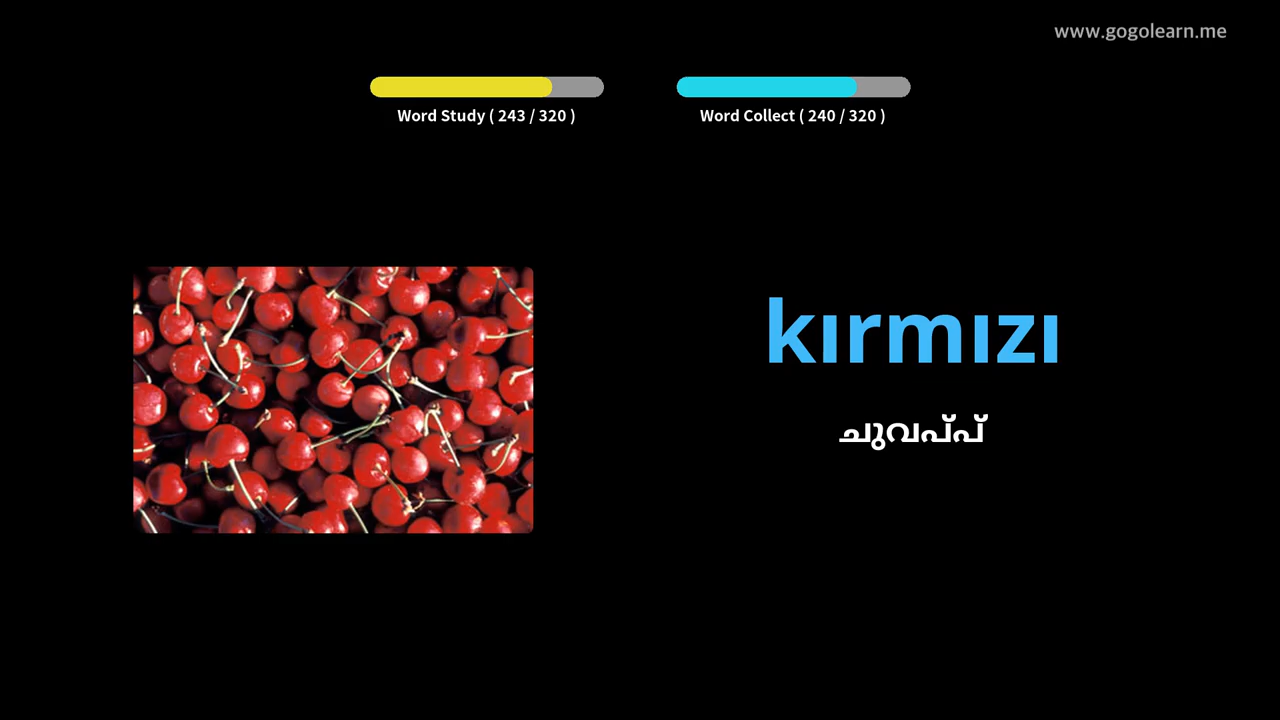 www.gogolearn.me
Word Study ( 243 / 320 )
Word Collect ( 240 / 320 )
kırmızı
ചുവപ്പ്